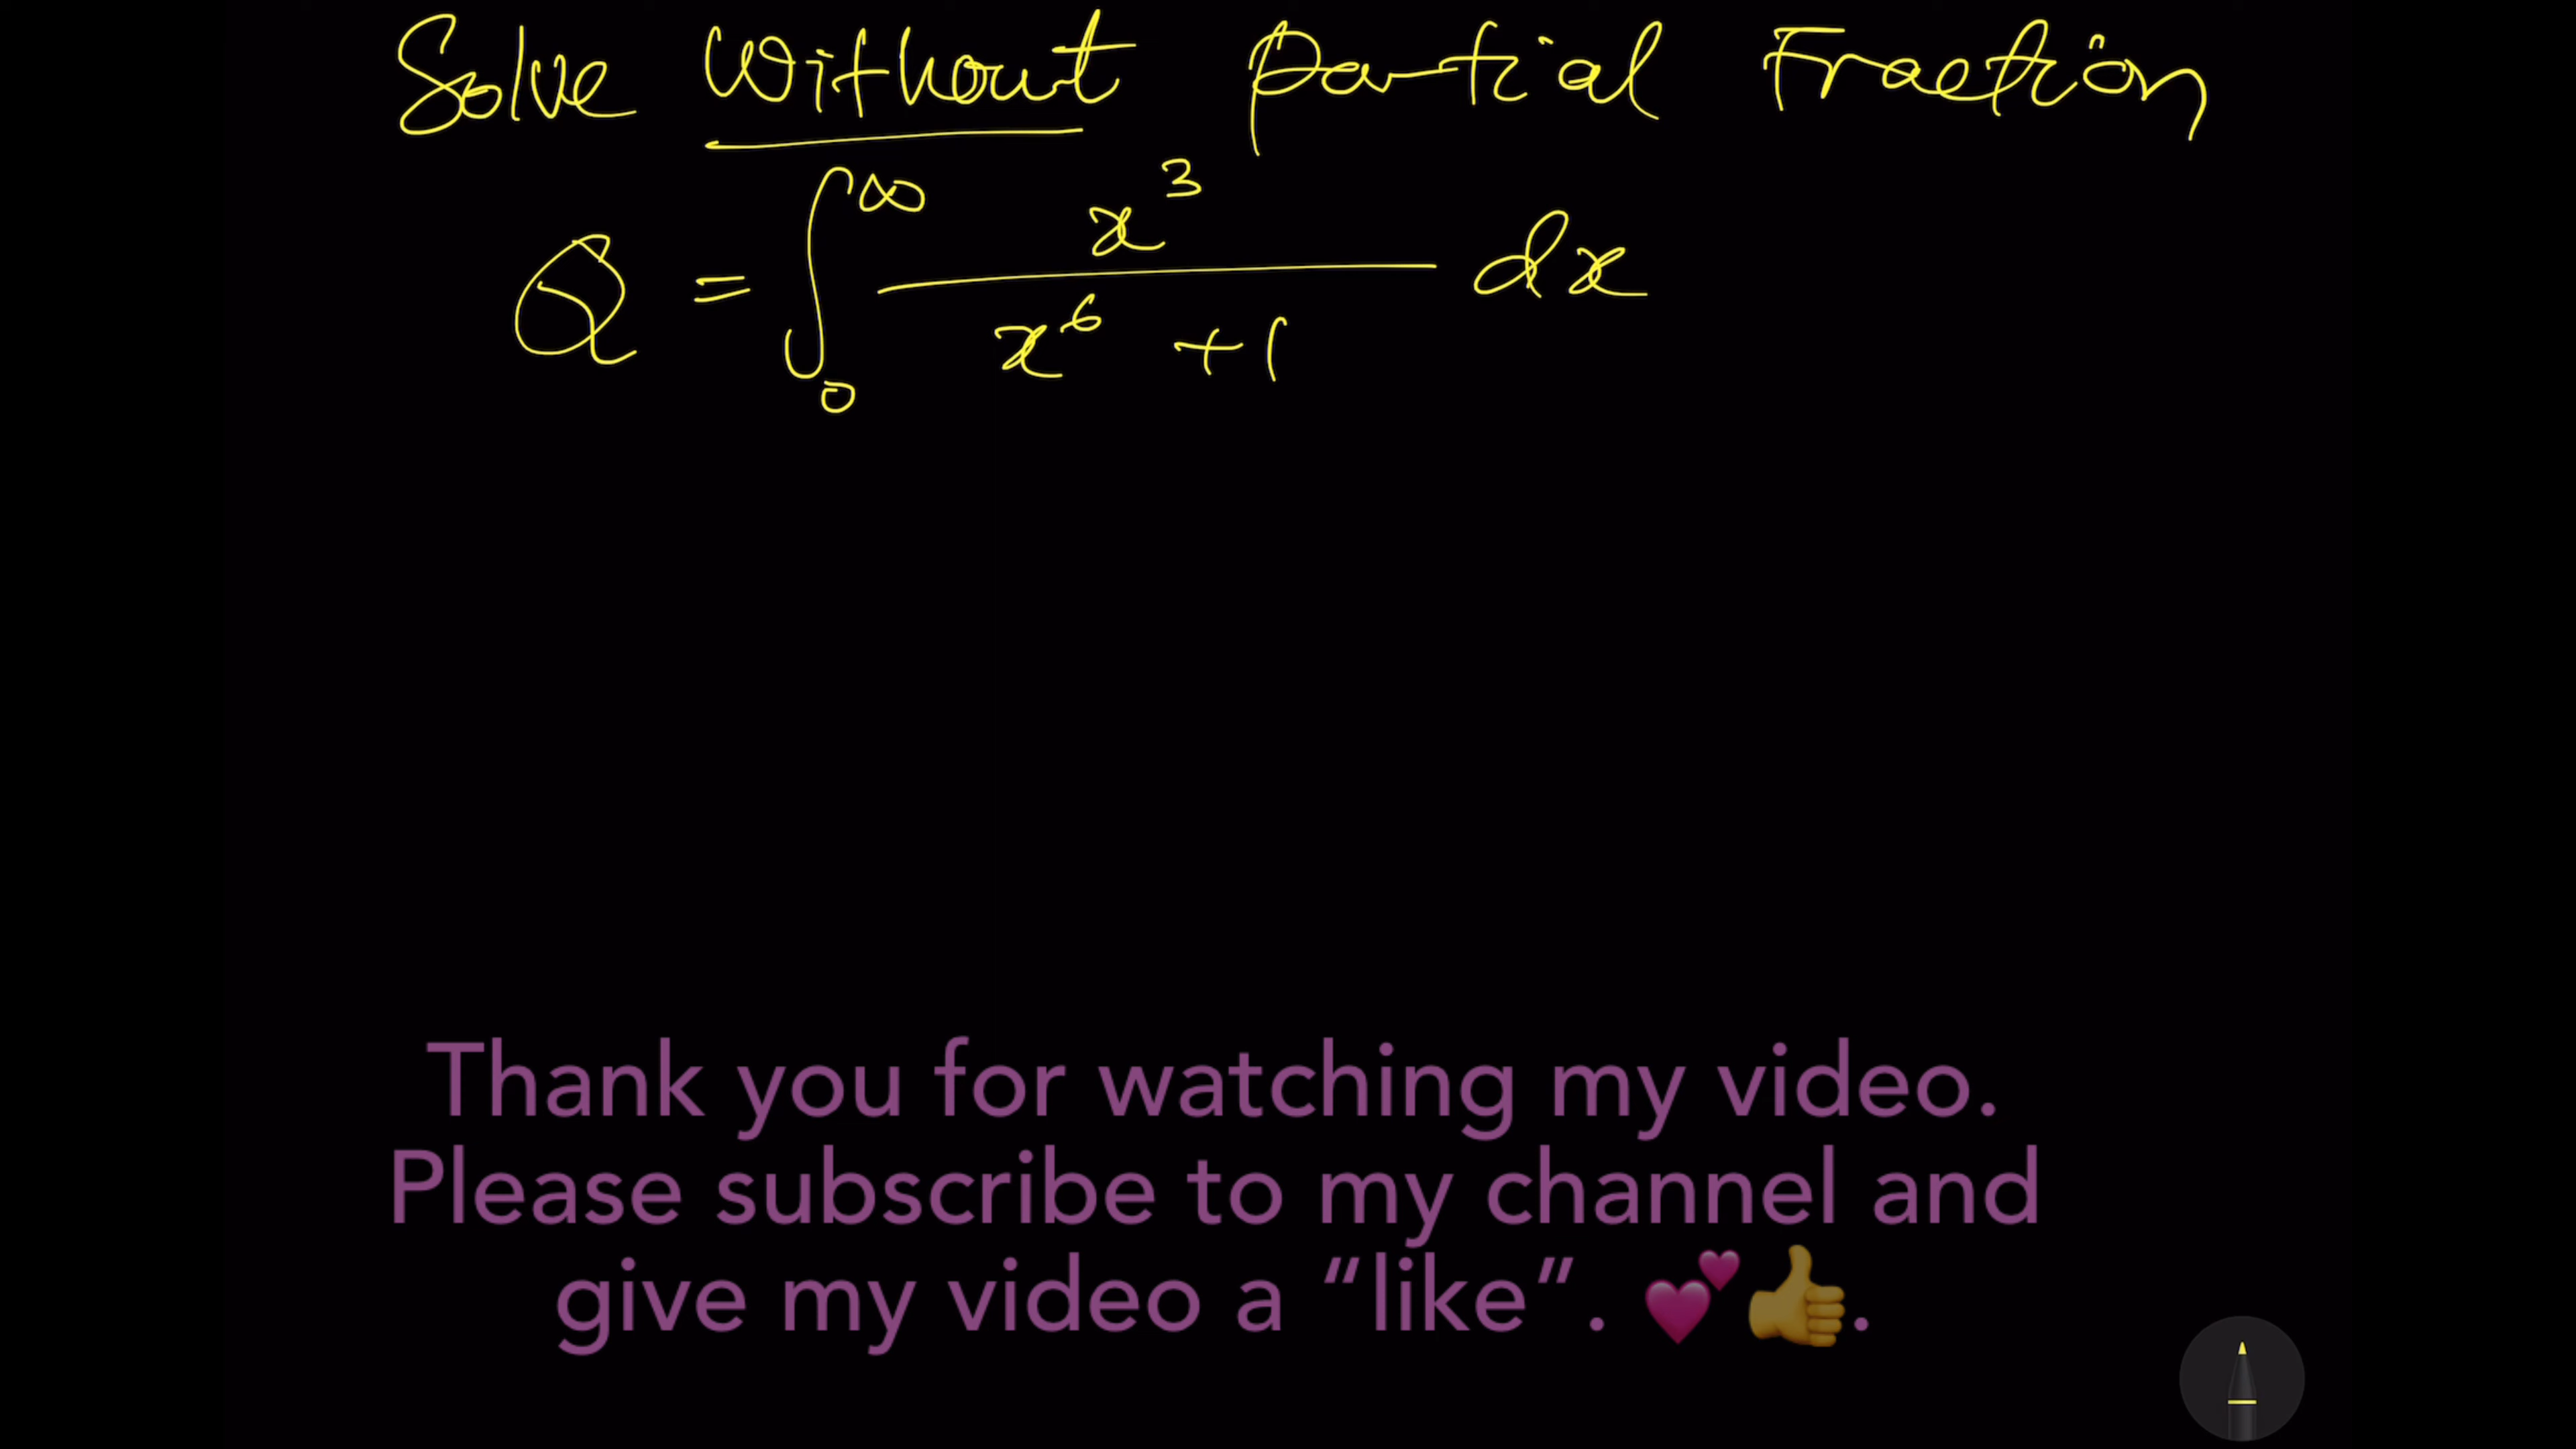 Solve Without Partial Fraction
Q = ∫₀^∞ x³ / (x⁶ + 1) dx
Thank you for watching my video.
Please subscribe to my channel and
give my video a “like”. 💕👍.